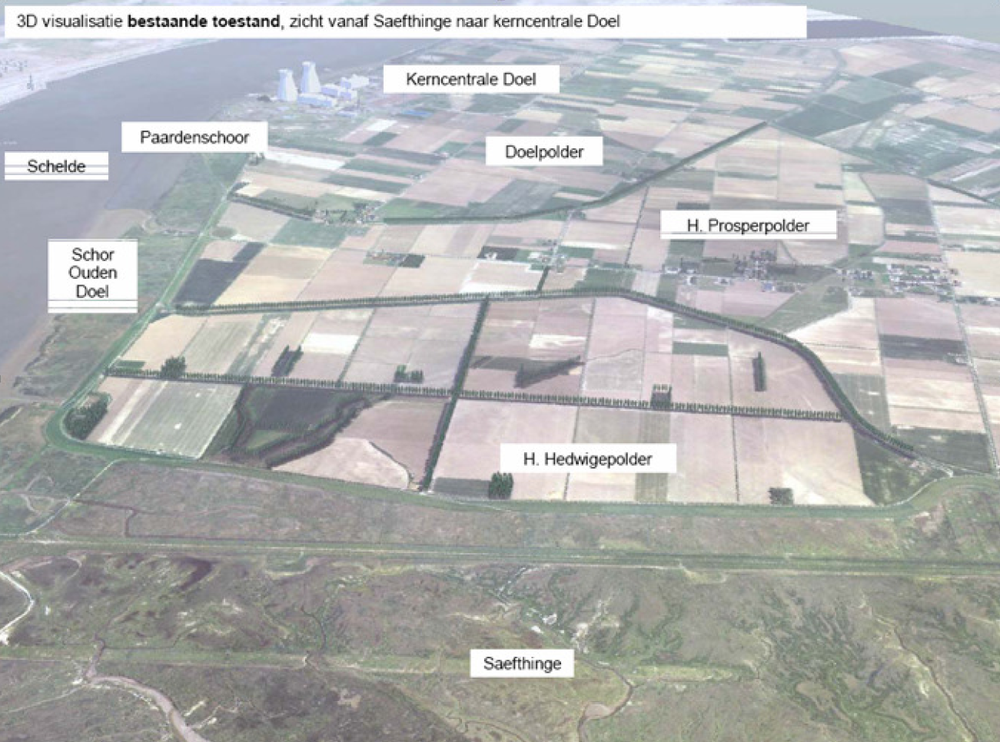 3D visualisatie bestaande toestand, zicht vanaf Saefthinge naar kerncentrale Doel
Kerncentrale Doel
Paardenschoor
Doelpolder
Schelde
H. Prosperpolder
Schor
Ouden
Doel
H. Hedwigepolder
Saefthinge